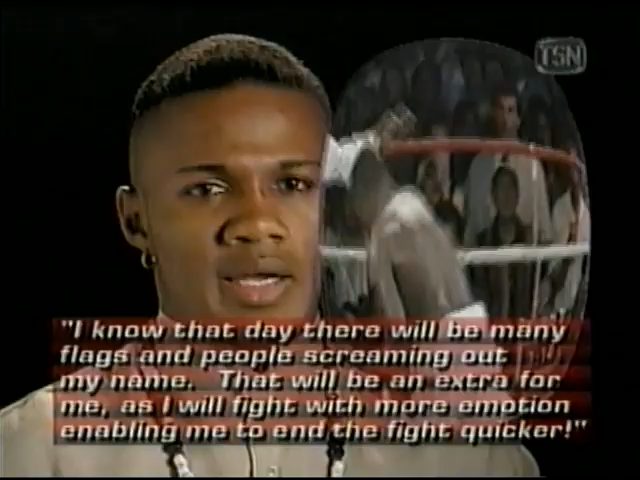 TSN
"I know that day there will be many
flags and people screaming out
my name.  That will be an extra for
me, as I will fight with more emotion
enabling me to end the fight quicker!"